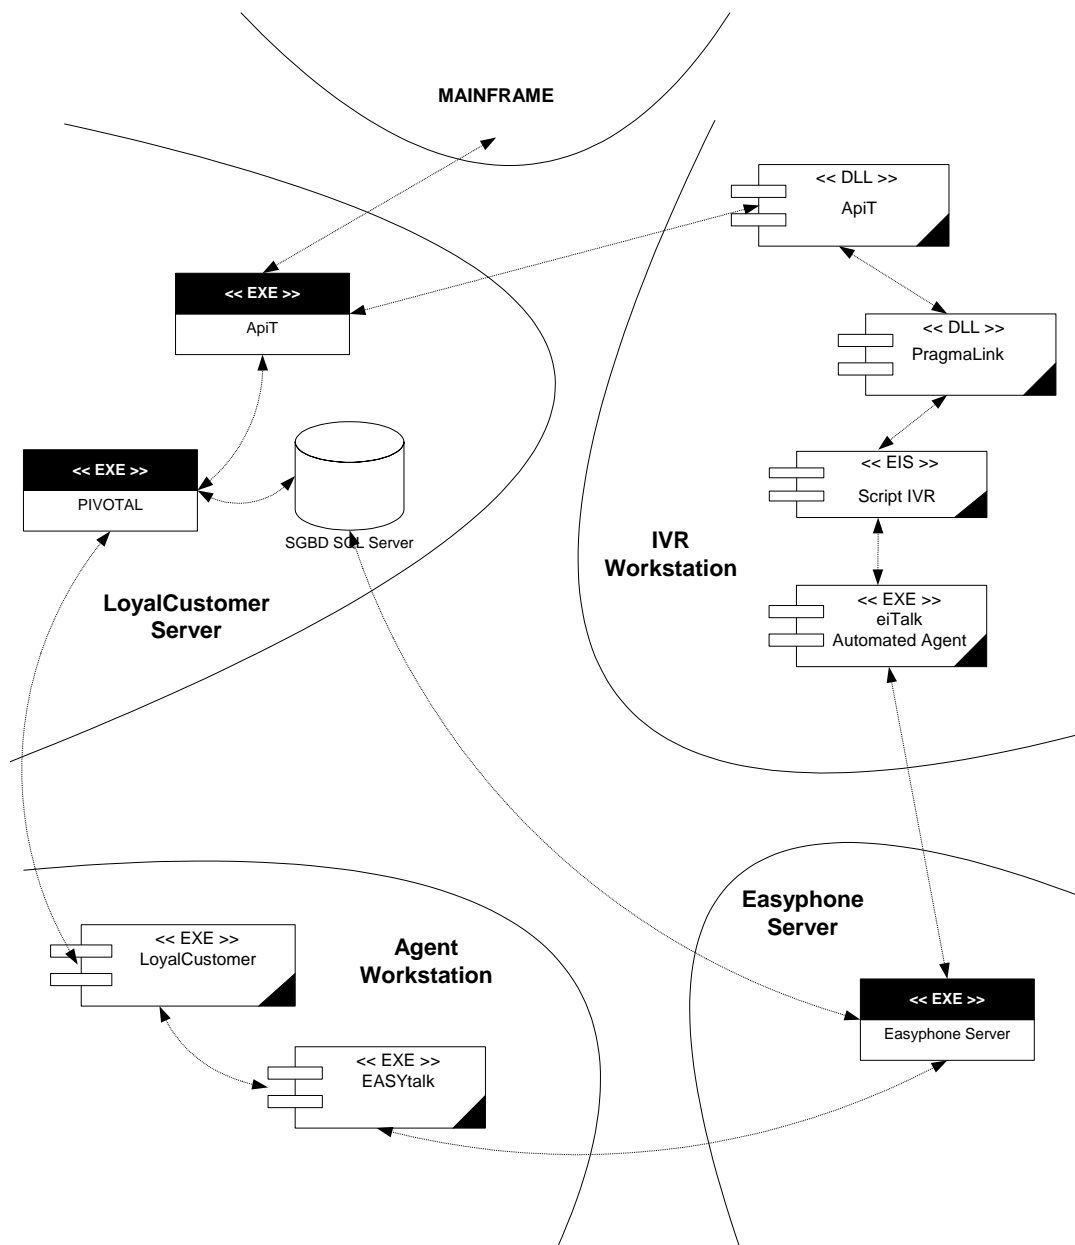 MAINFRAME
<< DLL >>
ApiT
<< EXE >>
ApiT
<< DLL >>
PragmaLink
<< EXE >>
PIVOTAL
SGBD SQL Server
<< EIS >>
Script IVR
IVR
Workstation
<< EXE >>
eiTalk
Automated Agent
LoyalCustomer
Server
Easyphone
Server
<< EXE >>
LoyalCustomer
Agent
Workstation
<< EXE >>
Easyphone Server
<< EXE >>
EASYtalk